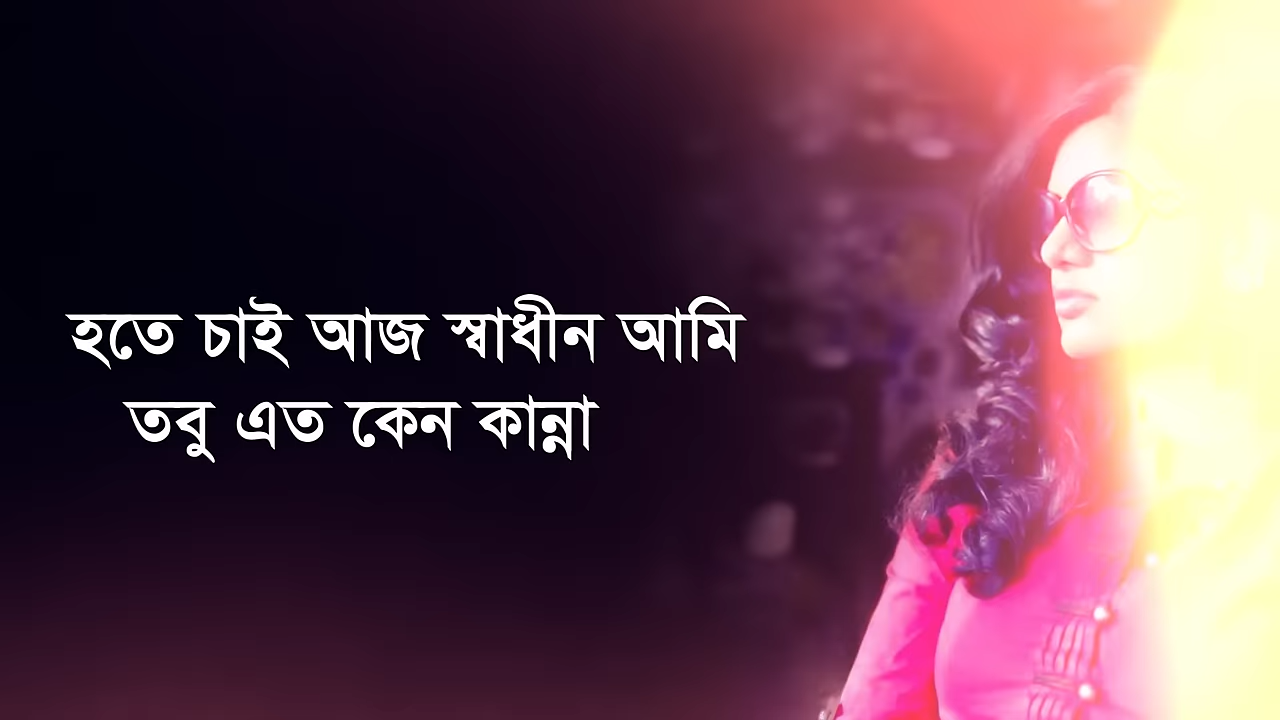 হতে চাই আজ স্বাধীন আমি
তবু এত কেন কান্না